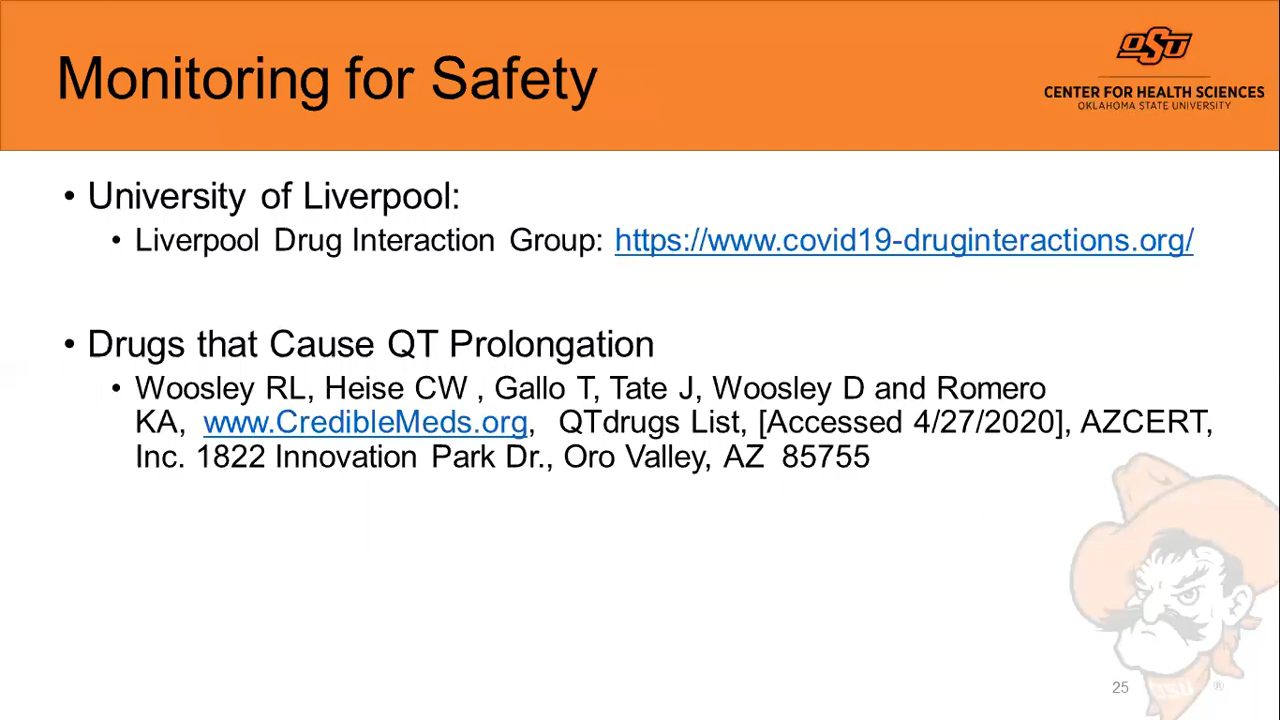 Monitoring for Safety
OSU
CENTER FOR HEALTH SCIENCES
OKLAHOMA STATE UNIVERSITY
• University of Liverpool:
• Liverpool Drug Interaction Group: https://www.covid19-druginteractions.org/
• Drugs that Cause QT Prolongation
• Woosley RL, Heise CW , Gallo T, Tate J, Woosley D and Romero
KA, www.CredibleMeds.org, QTdrugs List, [Accessed 4/27/2020], AZCERT,
Inc. 1822 Innovation Park Dr., Oro Valley, AZ 85755
25
OSU ®